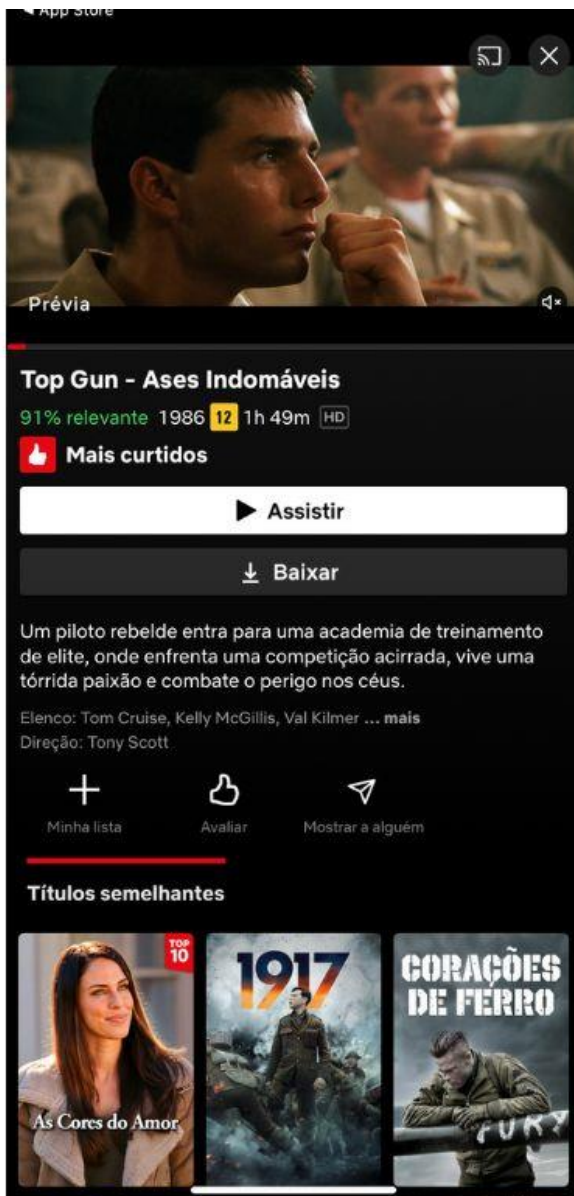 App Store
Prévia
Top Gun - Ases Indomáveis
91% relevante 1986 12 1h 49m HD
Mais curtidos
Assistir
Baixar
Um piloto rebelde entra para uma academia de treinamento
de elite, onde enfrenta uma competição acirrada, vive uma
tórrida paixão e combate o perigo nos céus.
Elenco: Tom Cruise, Kelly McGillis, Val Kilmer ... mais
Direção: Tony Scott
Minha lista
Avaliar
Mostrar a alguém
Títulos semelhantes
TOP
10
As Cores do Amor
1917
CORAÇÕES
DE FERRO
FURY